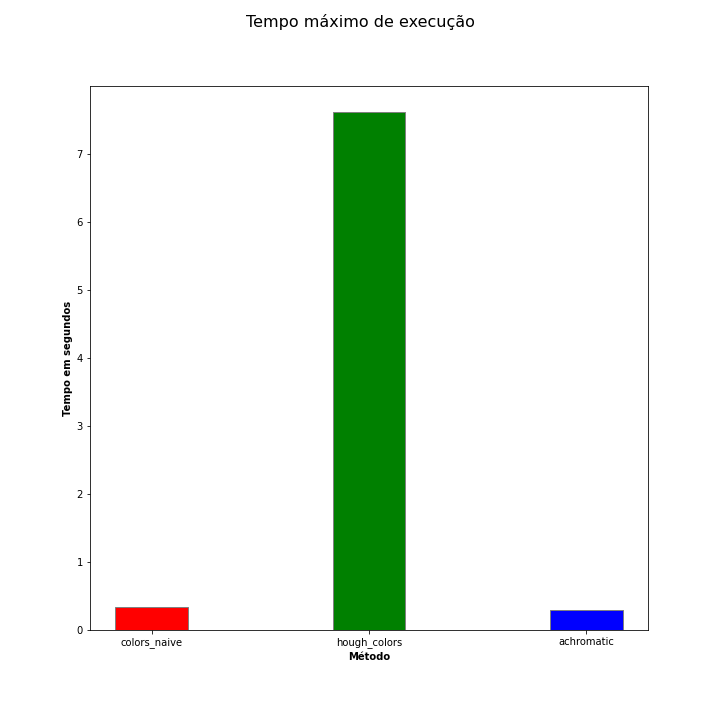 Tempo máximo de execução
7
6
5
4
3
2
1
0
Tempo em segundos
colors_naive
hough_colors
achromatic
Método